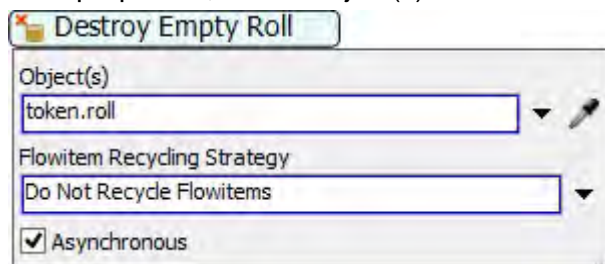 Destroy Empty Roll
Object(s)
token.roll
Flowitem Recycling Strategy
Do Not Recycle Flowitems
Asynchronous